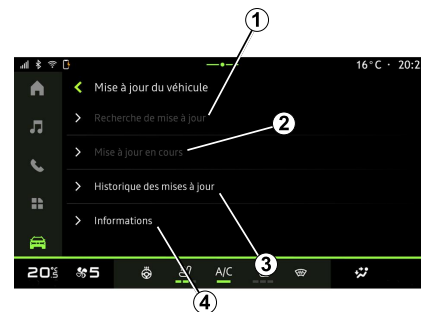 1
16°C · 20:2
Mise à jour du véhicule
Recherche de mise à jour
2
Mise à jour en cours
Historique des mises à jour
Informations
3
20°5 5 A/C
4